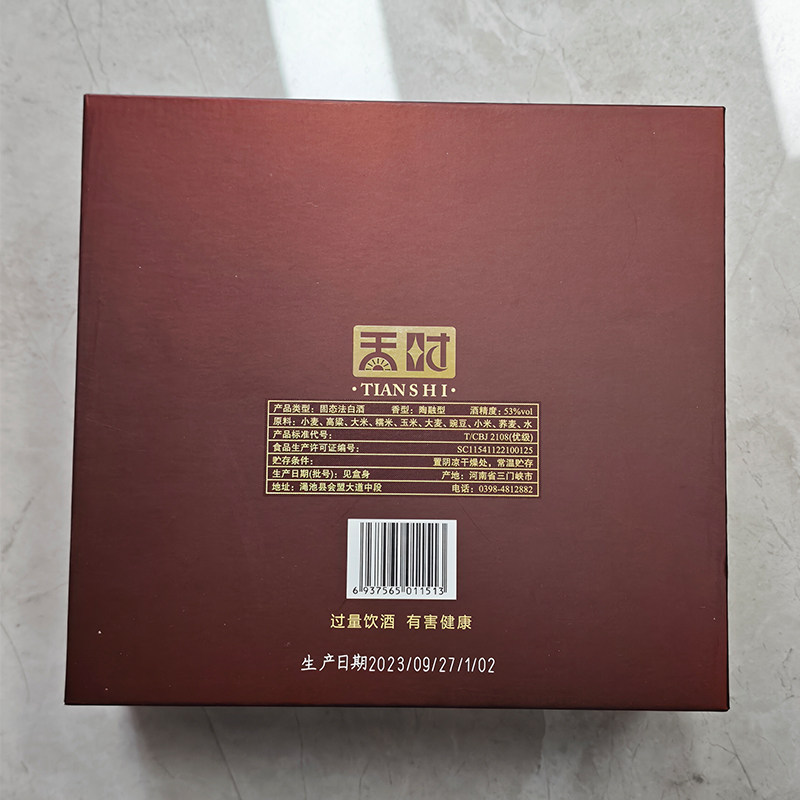 天时
·TIANSHI·
产品类型：固态法白酒 香型：陶融型 酒精度：53%vol
原料：小麦、高粱、大米、糯米、玉米、大麦、豌豆、小米、荞麦、水
产品标准代号： T/CBJ 2108(优级)
食品生产许可证编号： SC11541122100125
贮存条件： 置阴凉干燥处，常温贮存
生产日期(批号)：见盒身 产地：河南省三门峡市
地址：渑池县会盟大道中段 电话：0398-4812882
6 937565 011513
过量饮酒 有害健康
生产日期2023/09/27/1/02